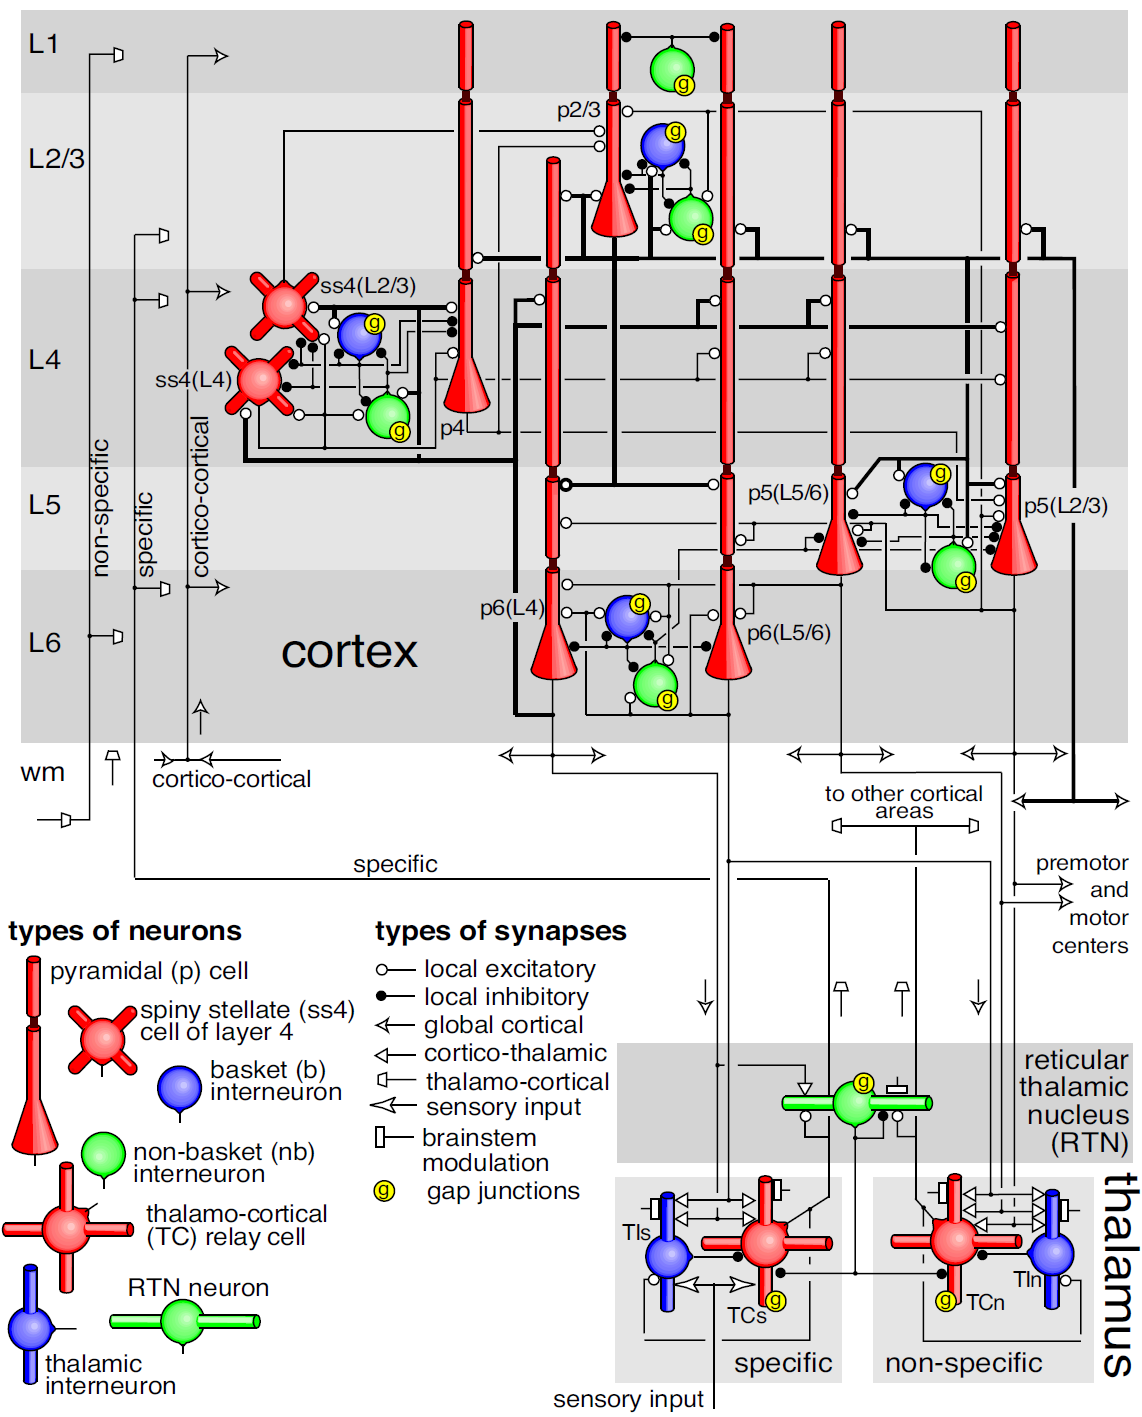 L1
L2/3
L4
L5
L6
wm
non-specific
specific
cortico-cortical
cortex
p2/3
g
g
g
ss4(L2/3)
g
ss4(L4)
g
p4
p5(L5/6)
g
p5(L2/3)
g
p6(L4)
g
p6(L5/6)
g
cortico-cortical
to other cortical
areas
specific
premotor
and
motor
centers
types of neurons
pyramidal (p) cell
spiny stellate (ss4)
cell of layer 4
basket (b)
interneuron
non-basket (nb)
interneuron
thalamo-cortical
(TC) relay cell
RTN neuron
thalamic
interneuron
types of synapses
local excitatory
local inhibitory
global cortical
cortico-thalamic
thalamo-cortical
sensory input
brainstem
modulation
g gap junctions
reticular
thalamic
nucleus
(RTN)
g
thalamus
TIs
TCs
g
TIn
TCn
g
specific
non-specific
sensory input